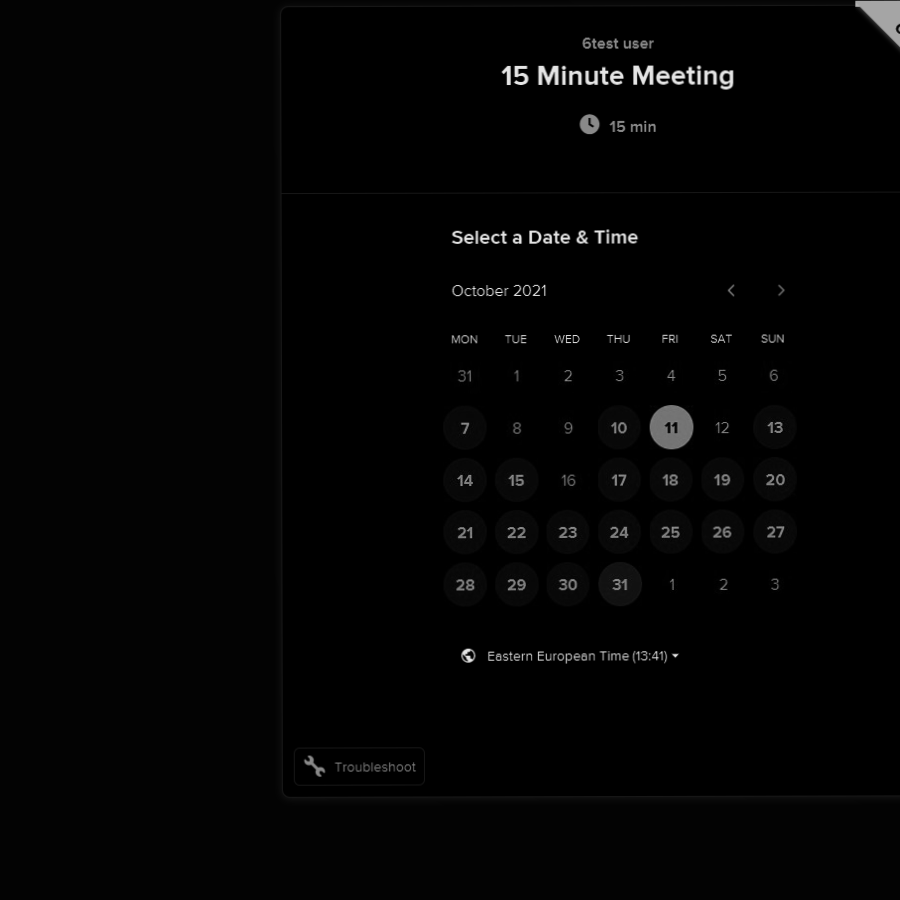 6test user
15 Minute Meeting
15 min
Select a Date & Time
October 2021
MON TUE WED THU FRI SAT SUN
31 1 2 3 4 5 6
7 8 9 10 11 12 13
14 15 16 17 18 19 20
21 22 23 24 25 26 27
28 29 30 31 1 2 3
Eastern European Time (13:41)
Troubleshoot